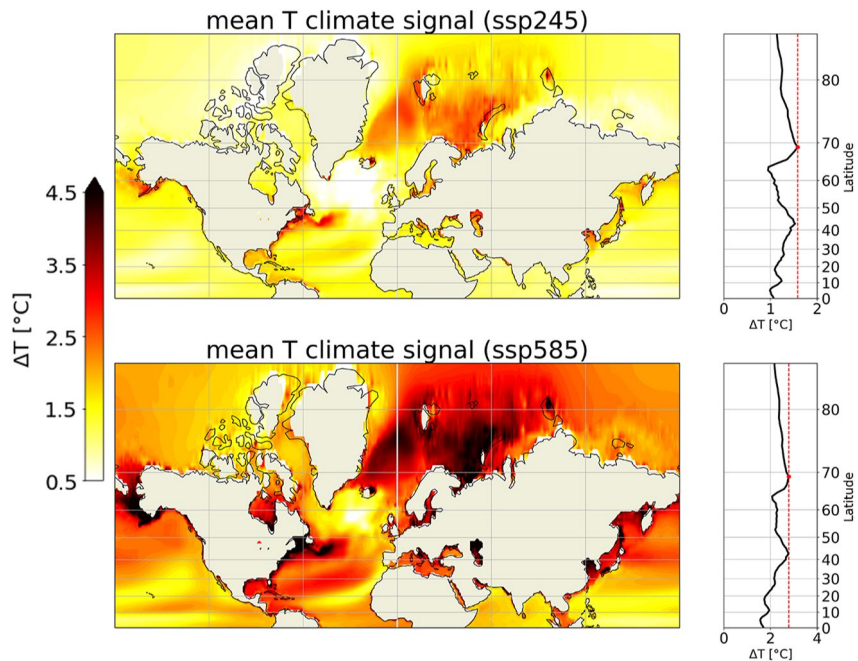 mean T climate signal (ssp245)
80
70
60
50
40
30
20
10
0
Latitude
0 1 2
ΔT [°C]
4.5
3.5
2.5
1.5
0.5
ΔT [°C]
mean T climate signal (ssp585)
80
70
60
50
40
30
20
10
0
Latitude
0 2 4
ΔT [°C]